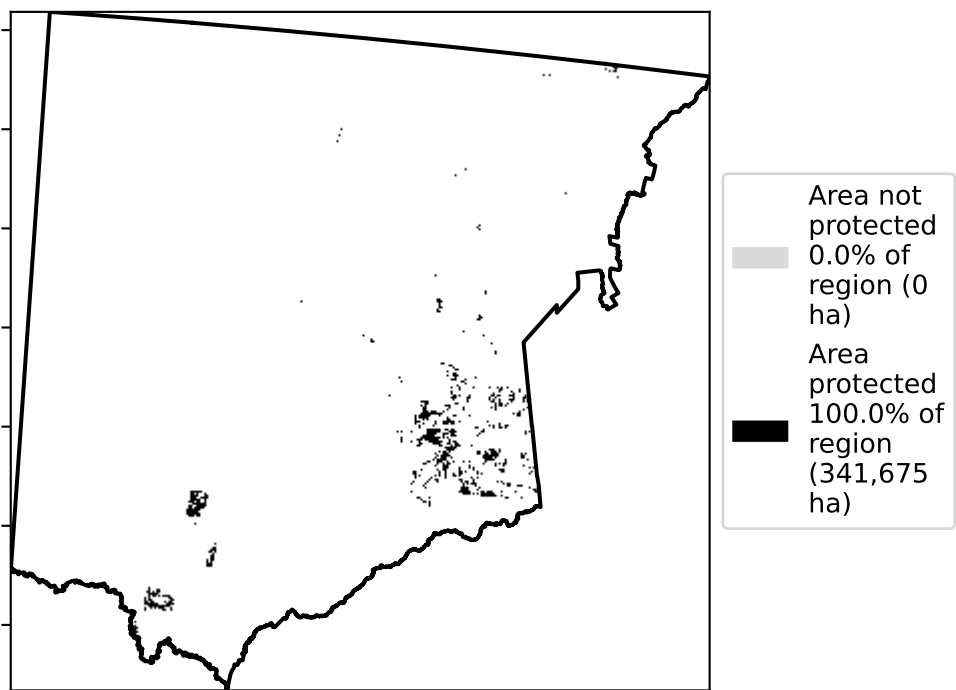 Area not
protected
0.0% of
region (0
ha)
Area
protected
100.0% of
region
(341,675
ha)